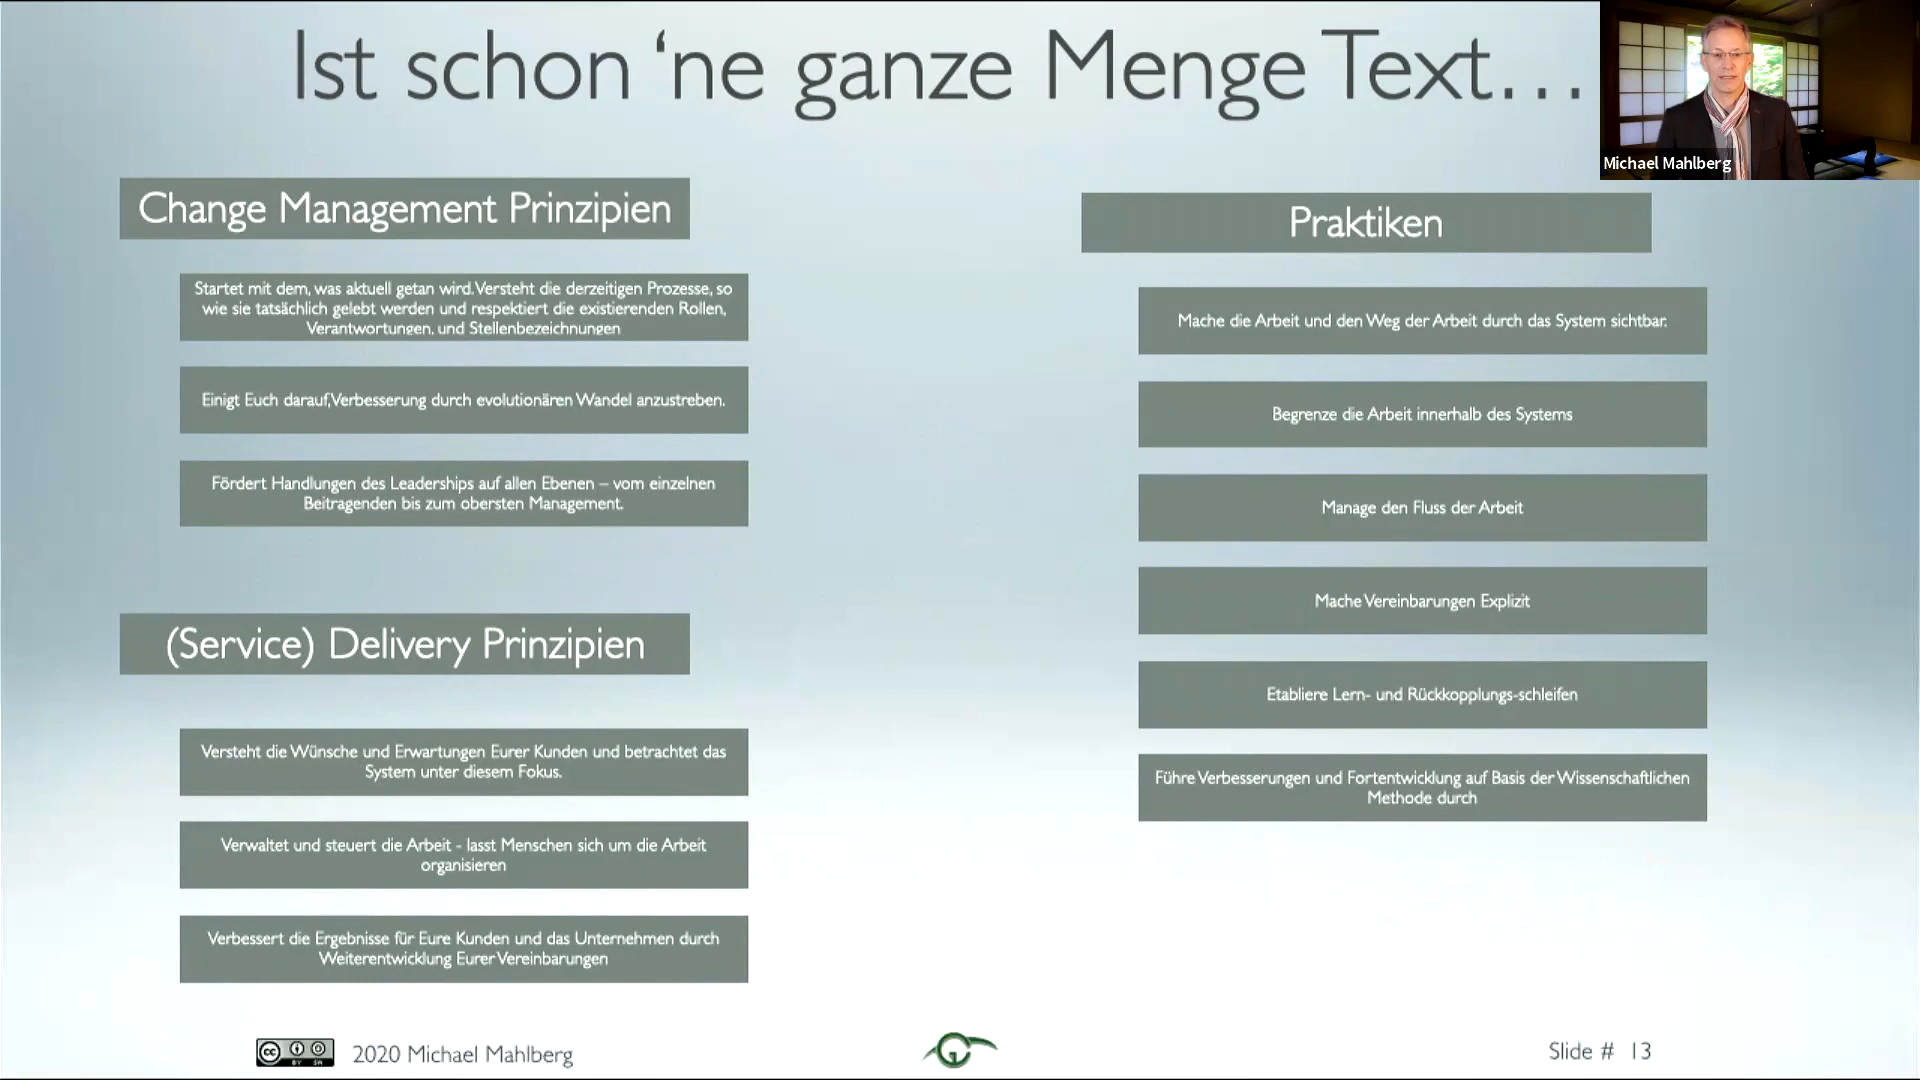 Ist schon ‘ne ganze Menge Text…
Michael Mahlberg
Change Management Prinzipien
Startet mit dem, was aktuell getan wird. Versteht die derzeitigen Prozesse, so
wie sie tatsächlich gelebt werden und respektiert die existierenden Rollen,
Verantwortungen, und Stellenbezeichnungen
Einigt Euch darauf, Verbesserung durch evolutionären Wandel anzustreben.
Fördert Handlungen des Leaderships auf allen Ebenen – vom einzelnen
Beitragenden bis zum obersten Management.
(Service) Delivery Prinzipien
Versteht die Wünsche und Erwartungen Eurer Kunden und betrachtet das
System unter diesem Fokus.
Verwaltet und steuert die Arbeit - lasst Menschen sich um die Arbeit
organisieren
Verbessert die Ergebnisse für Eure Kunden und das Unternehmen durch
Weiterentwicklung Eurer Vereinbarungen
Praktiken
Mache die Arbeit und den Weg der Arbeit durch das System sichtbar.
Begrenze die Arbeit innerhalb des Systems
Manage den Fluss der Arbeit
Mache Vereinbarungen Explizit
Etabliere Lern- und Rückkopplungs-schleifen
Führe Verbesserungen und Fortentwicklung auf Basis der Wissenschaftlichen
Methode durch
cc BY SA
2020 Michael Mahlberg
Slide # 13